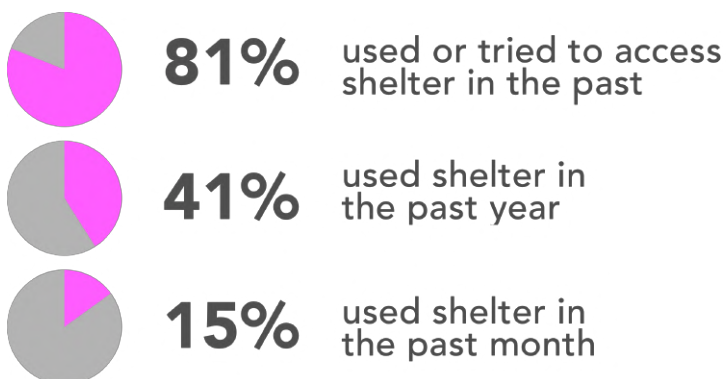 81%
used or tried to access
shelter in the past
41%
used shelter in
the past year
15%
used shelter in
the past month